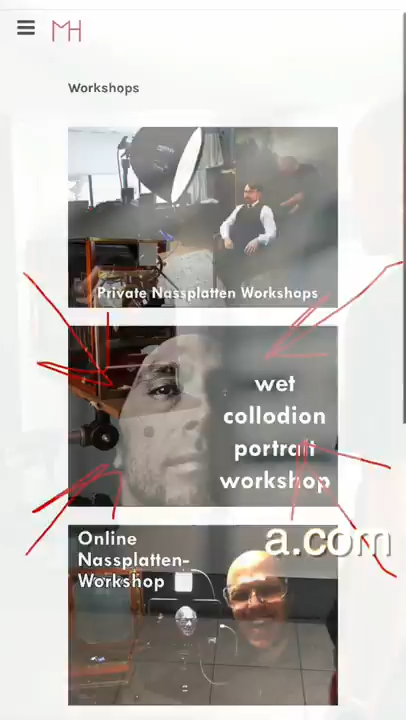 MH
Workshops
Private Nassplatten Workshops
wet
collodion
portrait
workshop
a.com
Online
Nassplatten-
Workshop